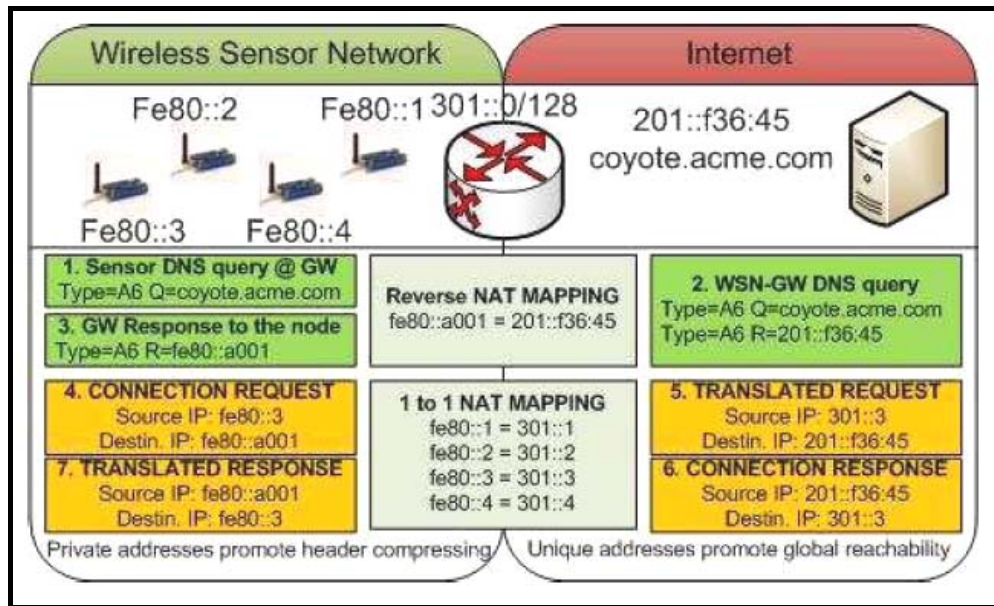 Wireless Sensor Network
Internet
Fe80::2
Fe80::1
301::0/128
201::f36:45
coyote.acme.com
Fe80::3
Fe80::4
1. Sensor DNS query @ GW
Type=A6 Q=coyote.acme.com
3. GW Response to the node
Type=A6 R=fe80::a001
Reverse NAT MAPPING
fe80::a001 = 201::f36:45
2. WSN-GW DNS query
Type=A6 Q=coyote.acme.com
Type=A6 R=201::f36:45
4. CONNECTION REQUEST
Source IP: fe80::3
Destin. IP: fe80::a001
7. TRANSLATED RESPONSE
Source IP: fe80::a001
Destin. IP: fe80::3
1 to 1 NAT MAPPING
fe80::1 = 301::1
fe80::2 = 301::2
fe80::3 = 301::3
fe80::4 = 301::4
5. TRANSLATED REQUEST
Source IP: 301::3
Destin. IP: 201::f36:45
6. CONNECTION RESPONSE
Source IP: 201::f36:45
Destin. IP: 301::3
Private addresses promote header compressing
Unique addresses promote global reachability